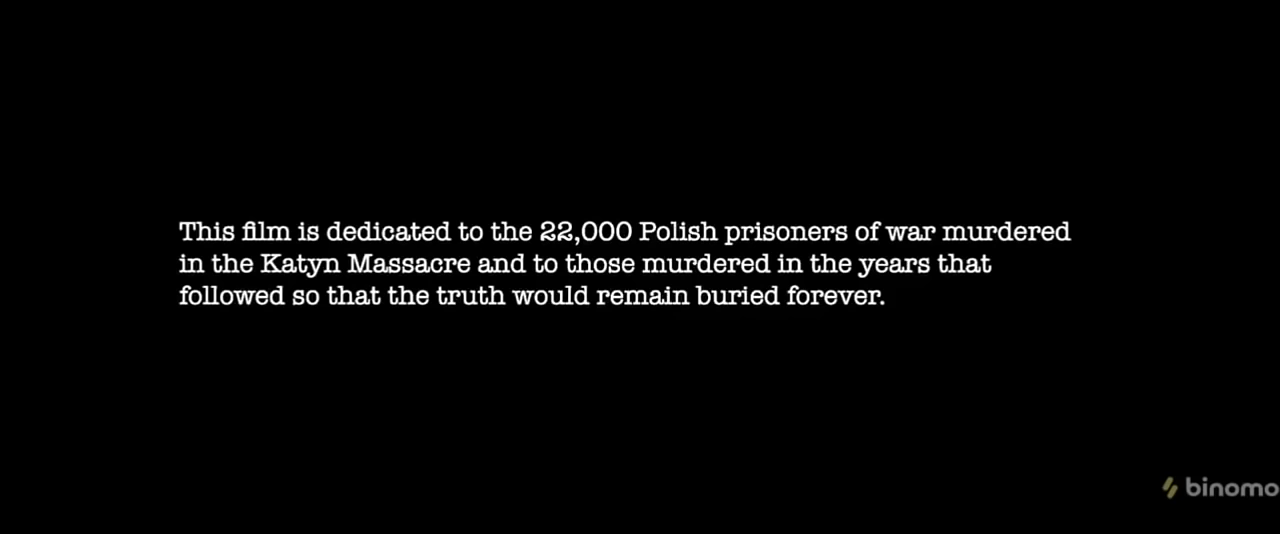 This film is dedicated to the 22,000 Polish prisoners of war murdered
in the Katyn Massacre and to those murdered in the years that
followed so that the truth would remain buried forever.
binomo